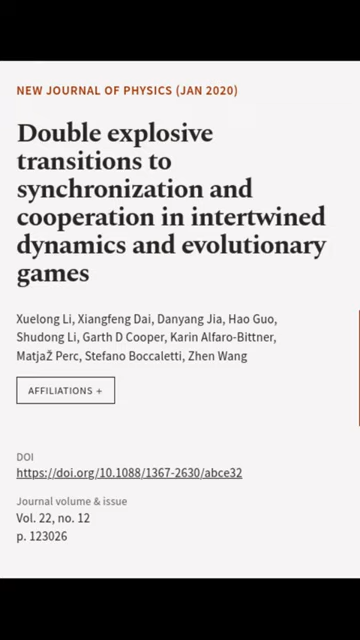 NEW JOURNAL OF PHYSICS (JAN 2020)
Double explosive
transitions to
synchronization and
cooperation in intertwined
dynamics and evolutionary
games
Xuelong Li, Xiangfeng Dai, Danyang Jia, Hao Guo,
Shudong Li, Garth D Cooper, Karin Alfaro-Bittner,
MatjaŽ Perc, Stefano Boccaletti, Zhen Wang
AFFILIATIONS +
DOI
https://doi.org/10.1088/1367-2630/abce32
Journal volume & issue
Vol. 22, no. 12
p. 123026